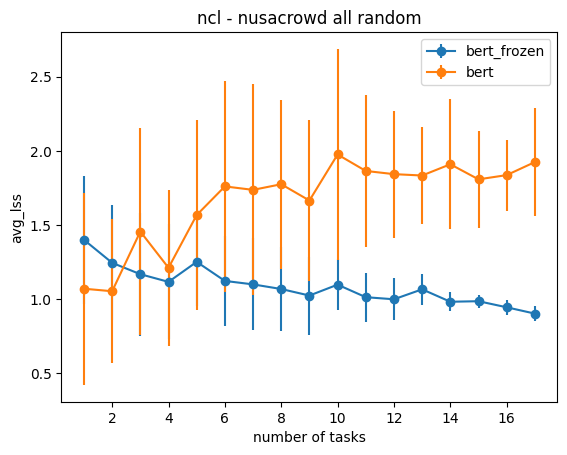 ncl - nusacrowd all random
bert_frozen
bert
avg_lss
2.5
2.0
1.5
1.0
0.5
2 4 6 8 10 12 14 16
number of tasks